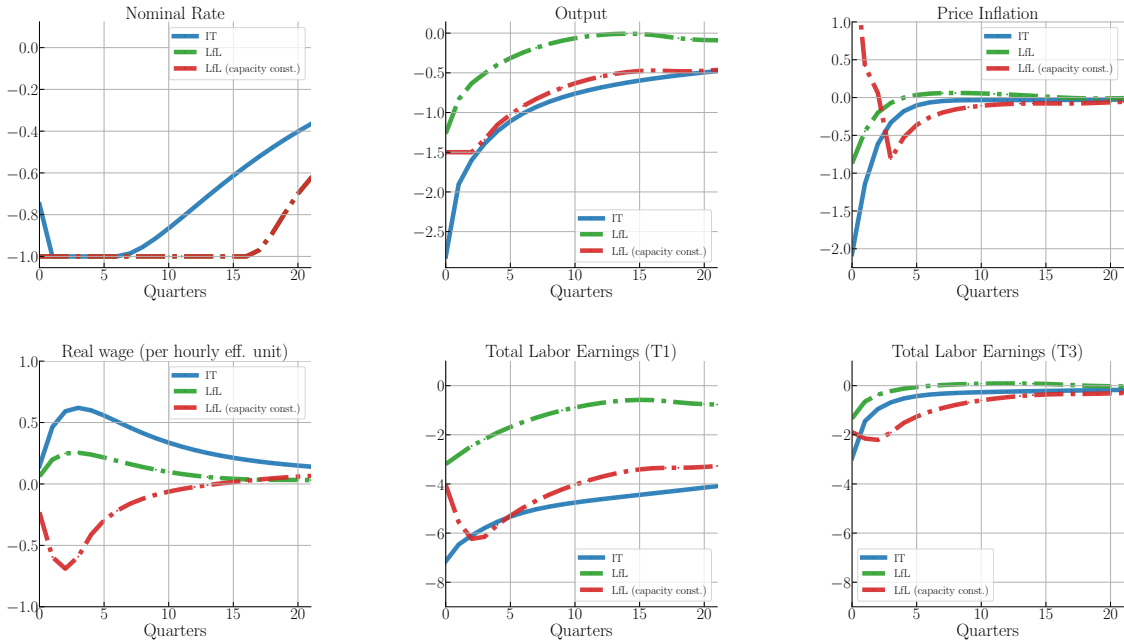 Nominal Rate
0.0
−0.2
−0.4
−0.6
−0.8
−1.0
0 5 10 15 20
Quarters
IT
LfL
LfL (capacity const.)
Output
0.0
−0.5
−1.0
−1.5
−2.0
−2.5
0 5 10 15 20
Quarters
IT
LfL
LfL (capacity const.)
Price Inflation
1.0
0.5
0.0
−0.5
−1.0
−1.5
−2.0
0 5 10 15 20
Quarters
IT
LfL
LfL (capacity const.)
Real wage (per hourly eff. unit)
1.0
0.5
0.0
−0.5
−1.0
0 5 10 15 20
Quarters
IT
LfL
LfL (capacity const.)
Total Labor Earnings (T1)
0
−2
−4
−6
−8
0 5 10 15 20
Quarters
IT
LfL
LfL (capacity const.)
Total Labor Earnings (T3)
0
−2
−4
−6
−8
0 5 10 15 20
Quarters
IT
LfL
LfL (capacity const.)